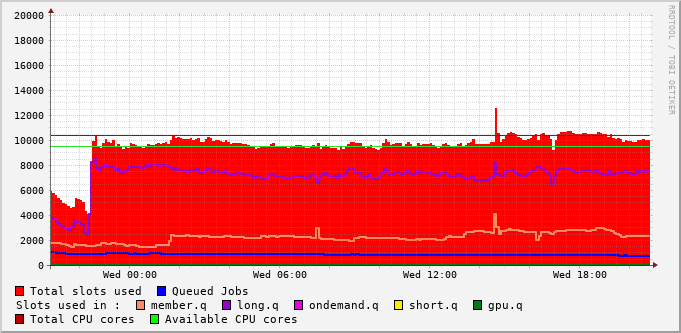 20000
18000
16000
14000
12000
10000
8000
6000
4000
2000
0
Wed 00:00 Wed 06:00 Wed 12:00 Wed 18:00
RRDTOOL / TOBI OETIKER
Total slots used Queued Jobs
Slots used in : member.q long.q ondemand.q short.q gpu.q
Total CPU cores Available CPU cores